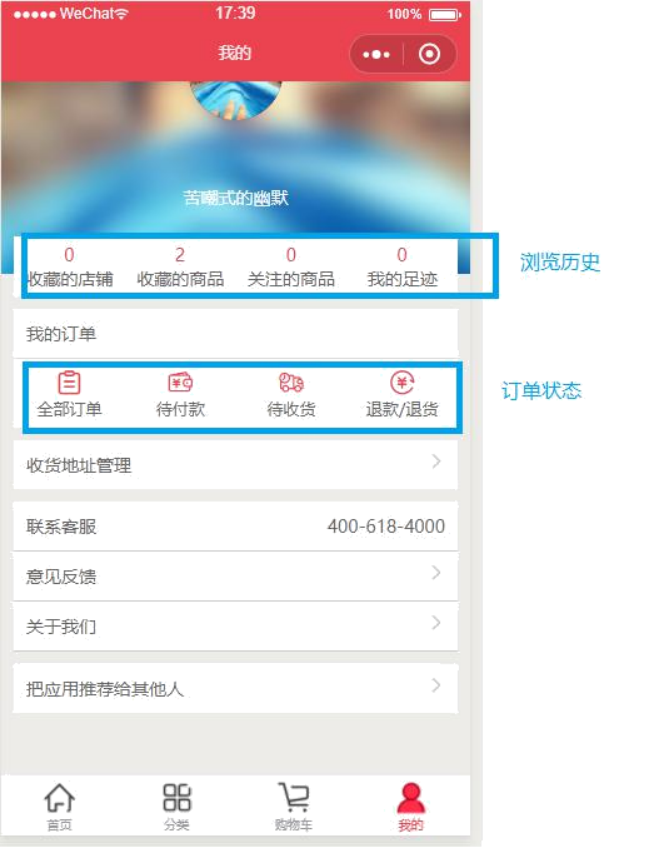 WeChat 17:39 100%
我的
苦嘲式的幽默
0 2 0 0
收藏的店铺 收藏的商品 关注的商品 我的足迹
浏览历史
我的订单
全部订单 待付款 待收货 退款/退货
订单状态
收货地址管理
联系客服 400-618-4000
意见反馈
关于我们
把应用推荐给其他人
首页 分类 购物车 我的